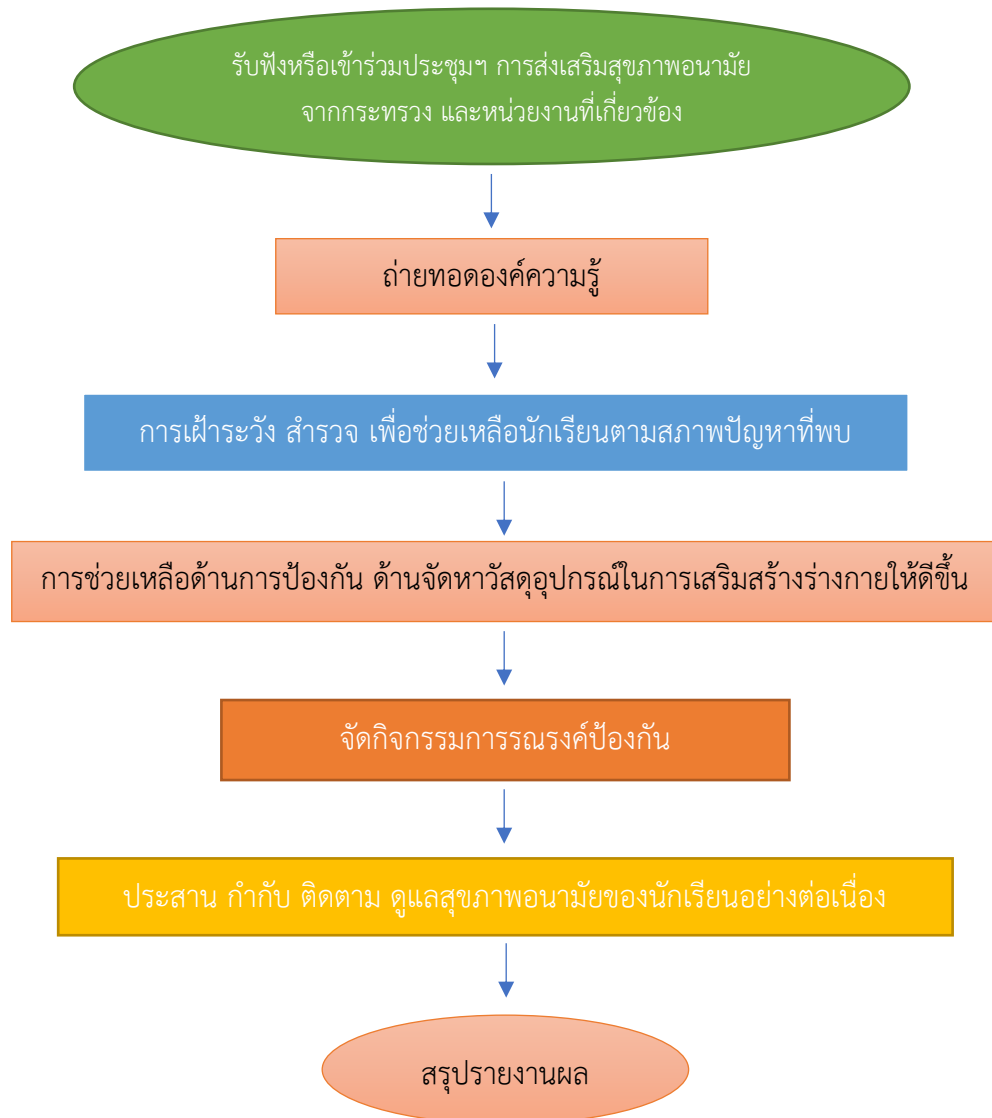 รับฟังหรือเข้าร่วมประชุมฯ การส่งเสริมสุขภาพอนามัย
จากกระทรวง และหน่วยงานที่เกี่ยวข้อง
ถ่ายทอดองค์ความรู้
การเฝ้าระวัง สำรวจ เพื่อช่วยเหลือนักเรียนตามสภาพปัญหาที่พบ
การช่วยเหลือด้านการป้องกัน ด้านจัดหาวัสดุอุปกรณ์ในการเสริมสร้างร่างกายให้ดีขึ้น
จัดกิจกรรมการรณรงค์ป้องกัน
ประสาน กำกับ ติดตาม ดูแลสุขภาพอนามัยของนักเรียนอย่างต่อเนื่อง
สรุปรายงานผล